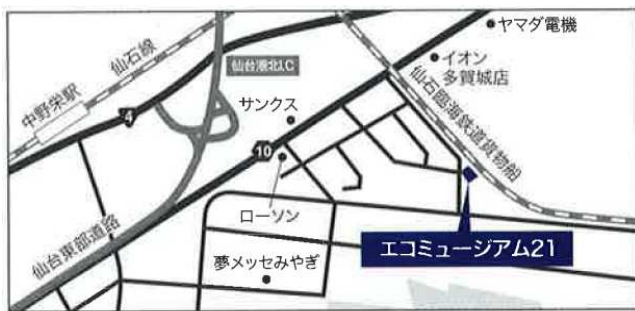 ヤマダ電機
イオン
多賀城店
仙石線
中野栄駅
仙台港北I.C
4
サンクス
仙石臨海鉄道貨物船
10
ローソン
仙台東部道路
エコミュージアム21
夢メッセみやぎ